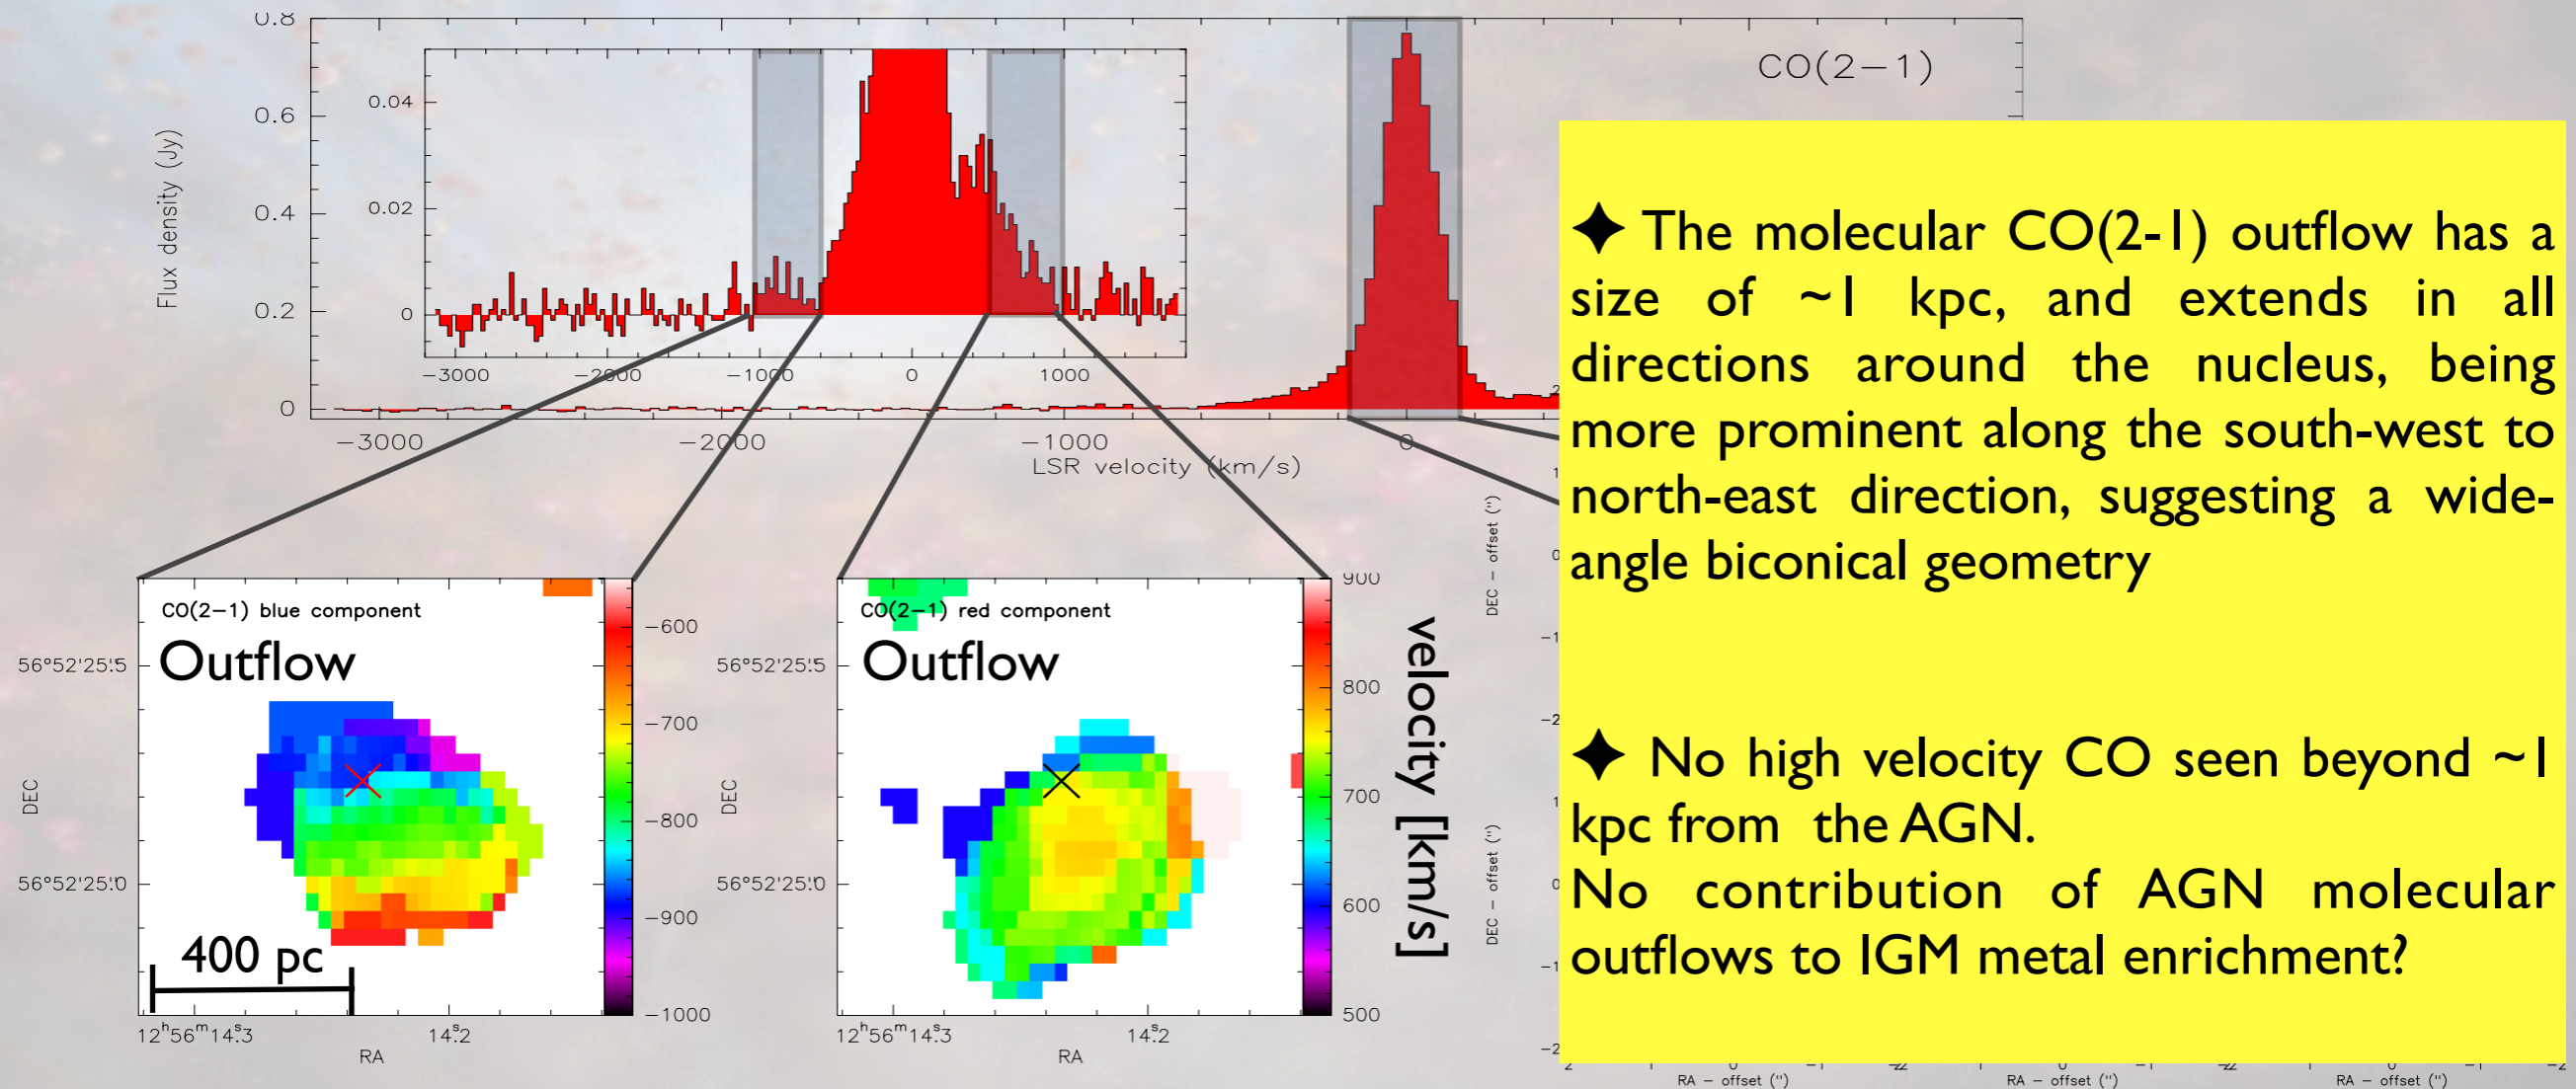 0.8
CO(2−1)
0.6
0.4
0.2
0
Flux density (Jy)
0.04
0.02
0
−3000 −2000 −1000 0 1000
−3000 −2000 −1000 0
LSR velocity (km/s)
✦ The molecular CO(2-1) outflow has a
size of ~1 kpc, and extends in all
directions around the nucleus, being
more prominent along the south-west to
north-east direction, suggesting a wide-
angle biconical geometry
✦ No high velocity CO seen beyond ~1
kpc from the AGN.
No contribution of AGN molecular
outflows to IGM metal enrichment?
CO(2−1) blue component
Outflow
56°52'25".5
56°52'25".0
DEC
400 pc
12h56m14s.3 14s.2
RA
−600
−700
−800
−900
−1000
CO(2−1) red component
Outflow
56°52'25".5
56°52'25".0
DEC
12h56m14s.3 14s.2
RA
900
800
700
600
500
velocity [km/s]
DEC − offset (")
DEC − offset (")
RA − offset (") RA − offset (") RA − offset (")